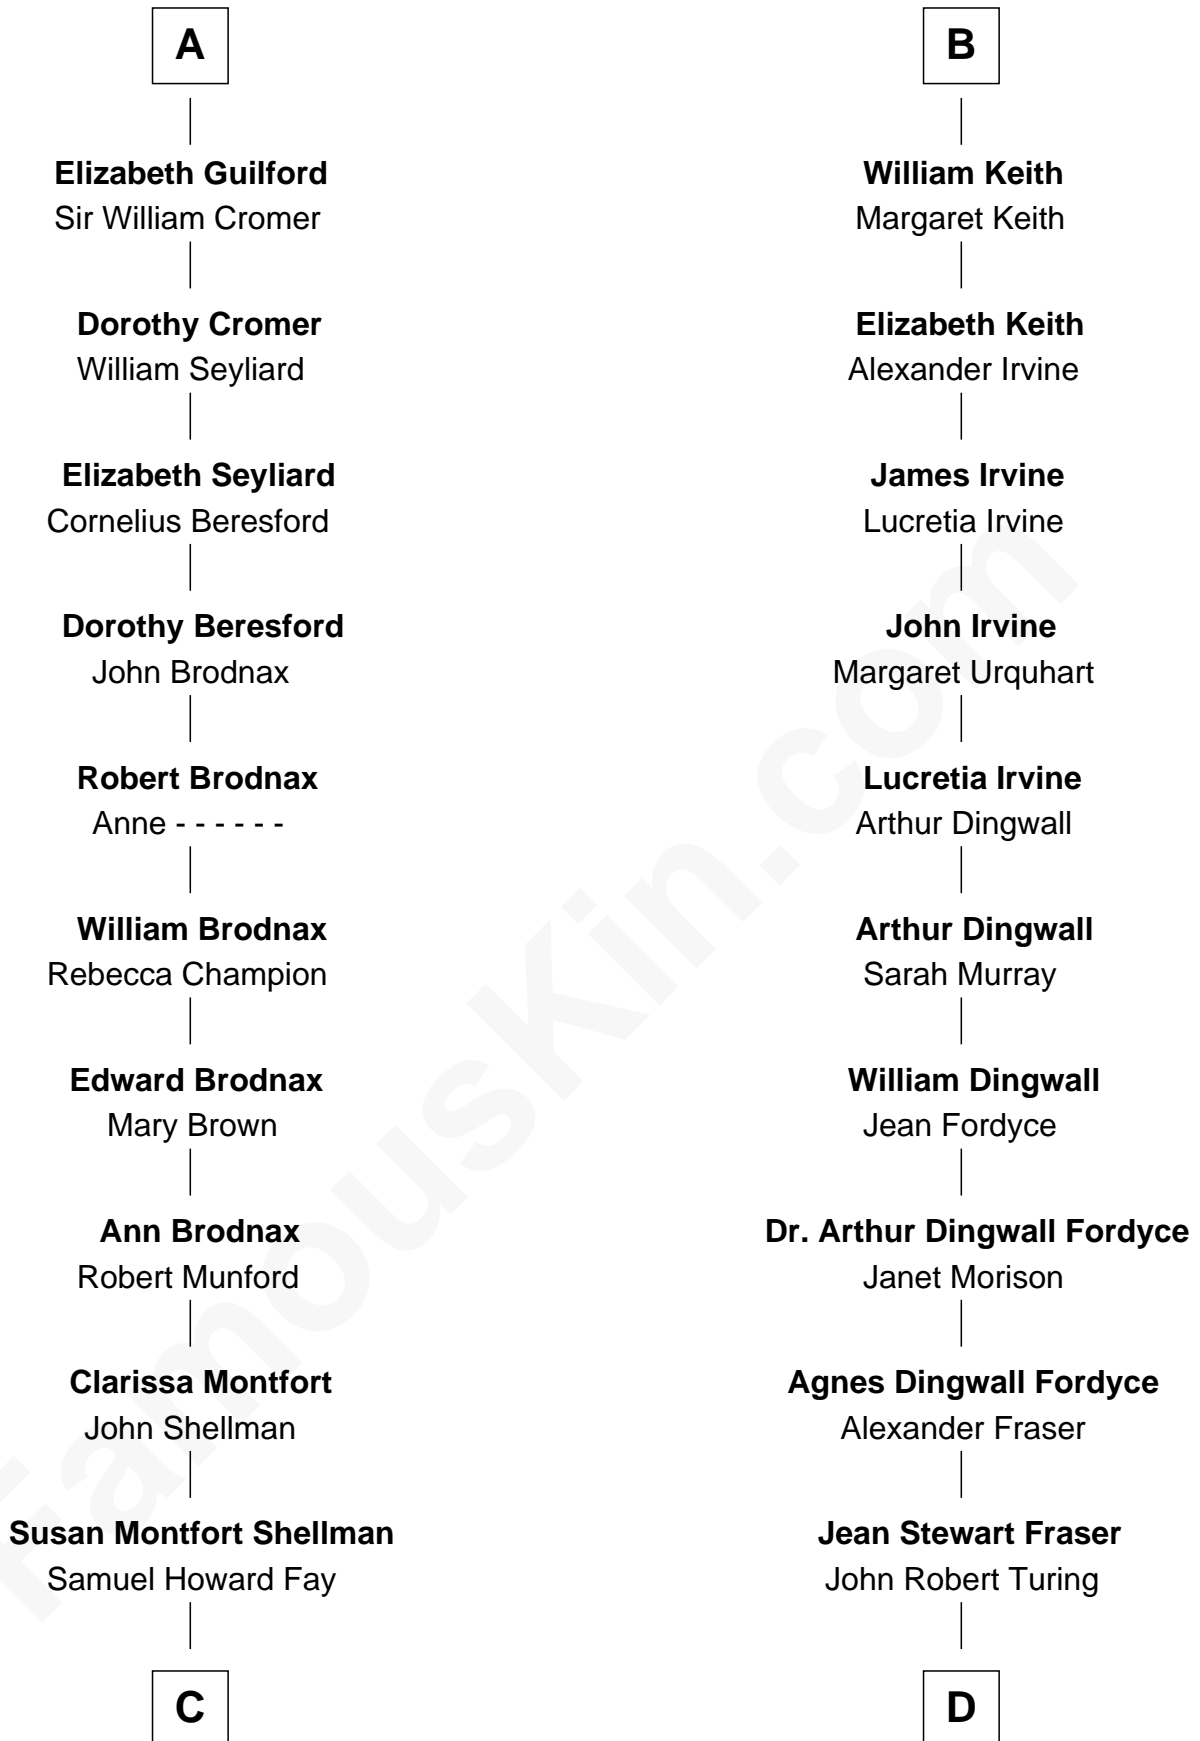 A
Elizabeth Guilford
Sir William Cromer
Dorothy Cromer
William Seyliard
Elizabeth Seyliard
Cornelius Beresford
Dorothy Beresford
John Brodnax
Robert Brodnax
Anne - - - - - -
William Brodnax
Rebecca Champion
Edward Brodnax
Mary Brown
Ann Brodnax
Robert Munford
Clarissa Montfort
John Shellman
Susan Montfort Shellman
Samuel Howard Fay
C
B
William Keith
Margaret Keith
Elizabeth Keith
Alexander Irvine
James Irvine
Lucretia Irvine
John Irvine
Margaret Urquhart
Lucretia Irvine
Arthur Dingwall
Arthur Dingwall
Sarah Murray
William Dingwall
Jean Fordyce
Dr. Arthur Dingwall Fordyce
Janet Morison
Agnes Dingwall Fordyce
Alexander Fraser
Jean Stewart Fraser
John Robert Turing
D
FamousKin.com